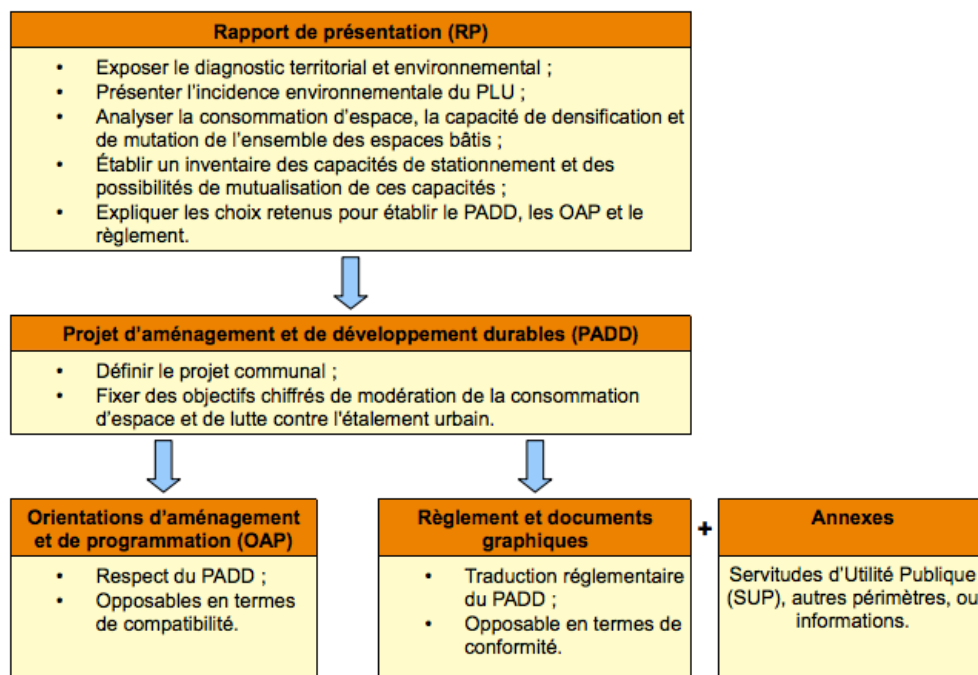 Rapport de présentation (RP)
• Exposer le diagnostic territorial et environnemental ;
• Présenter l'incidence environnementale du PLU ;
• Analyser la consommation d'espace, la capacité de densification et
de mutation de l'ensemble des espaces bâtis ;
• Établir un inventaire des capacités de stationnement et des
possibilités de mutualisation de ces capacités ;
• Expliquer les choix retenus pour établir le PADD, les OAP et le
règlement.
Projet d'aménagement et de développement durables (PADD)
• Définir le projet communal ;
• Fixer des objectifs chiffrés de modération de la consommation
d'espace et de lutte contre l'étalement urbain.
Orientations d'aménagement
et de programmation (OAP)
• Respect du PADD ;
• Opposables en termes
de compatibilité.
Règlement et documents
graphiques
• Traduction réglementaire
du PADD ;
• Opposable en termes de
conformité.
+
Annexes
Servitudes d'Utilité Publique
(SUP), autres périmètres, ou
informations.